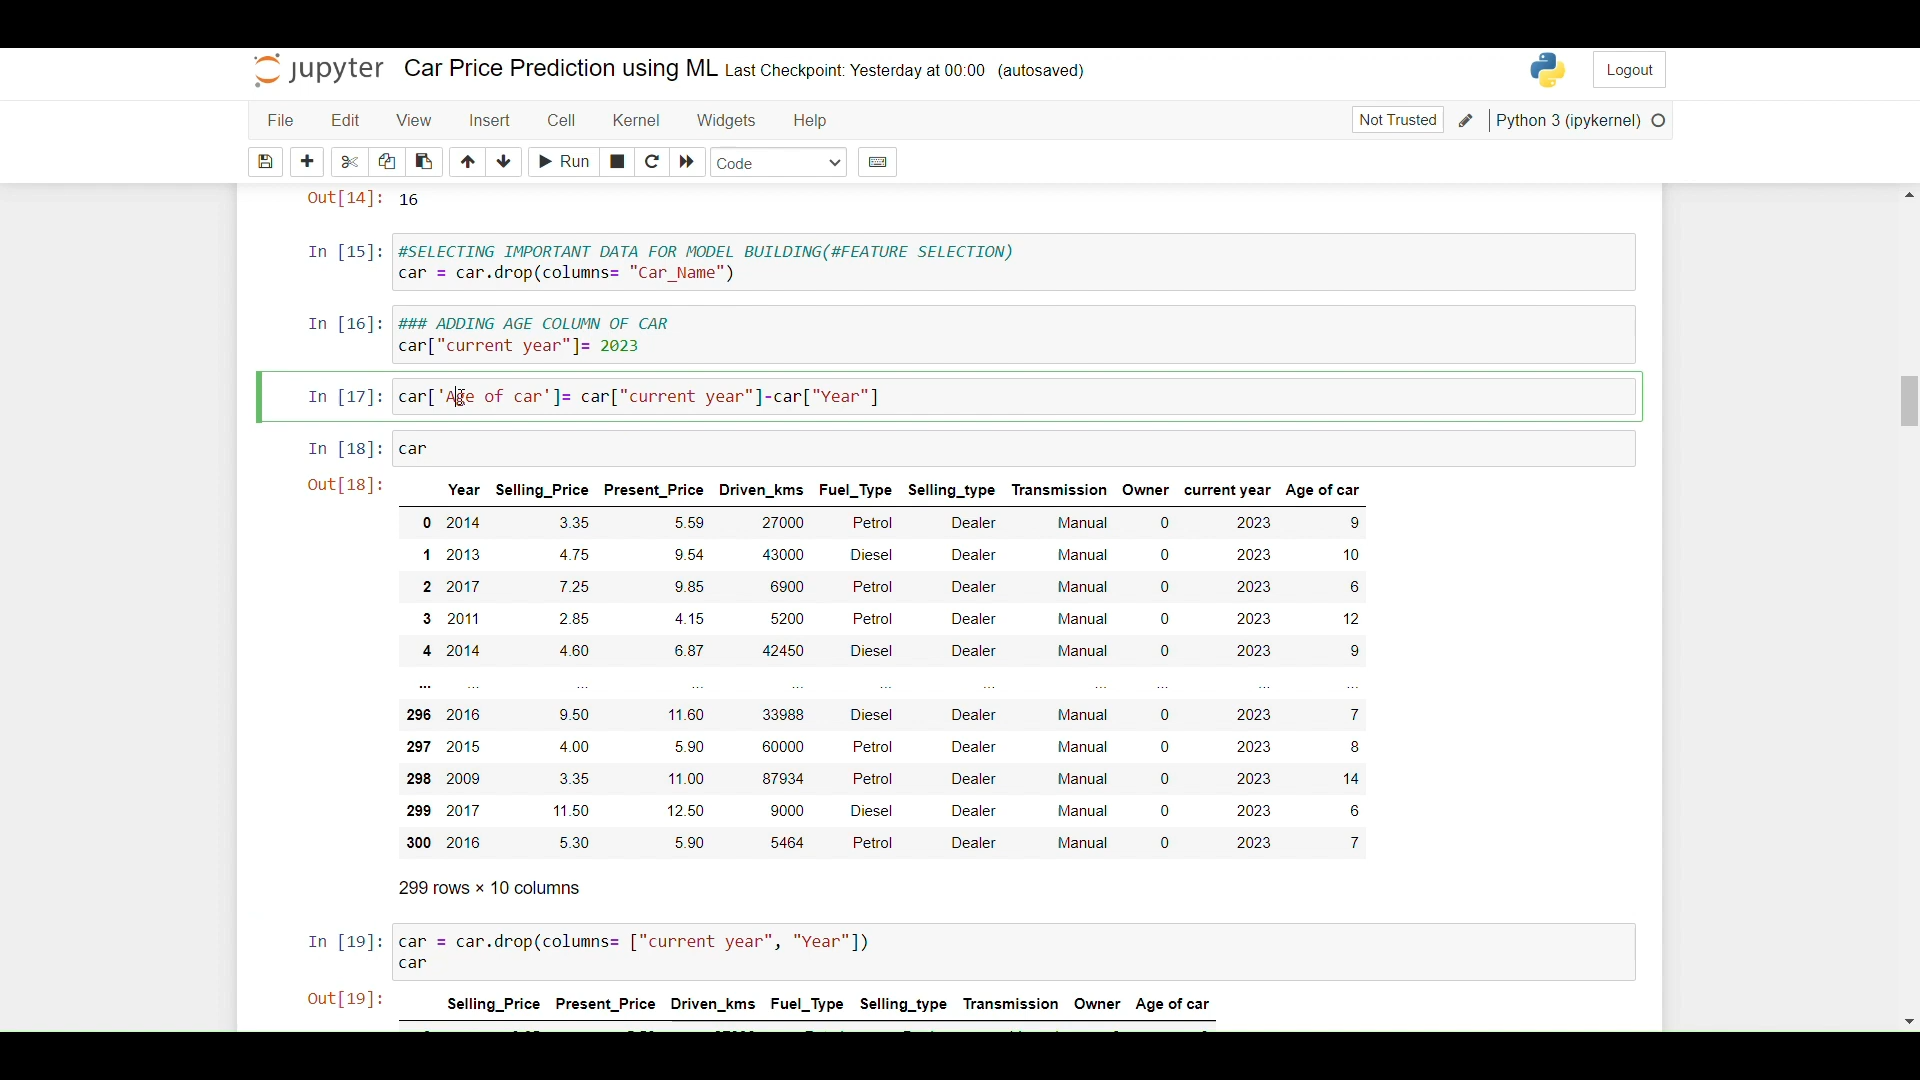 jupyter Car Price Prediction using ML Last Checkpoint: Yesterday at 00:00 (autosaved) Logout
File Edit View Insert Cell Kernel Widgets Help Not Trusted Python 3 (ipykernel)
Run Code
Out[14]: 16
In [15]: #SELECTING IMPORTANT DATA FOR MODEL BUILDING(#FEATURE SELECTION)
car = car.drop(columns= "Car_Name")
In [16]: ### ADDING AGE COLUMN OF CAR
car["current year"]= 2023
In [17]: car['Age of car']= car["current year"]-car["Year"]
In [18]: car
Out[18]:
Year Selling_Price Present_Price Driven_kms Fuel_Type Selling_type Transmission Owner current year Age of car
0 2014 3.35 5.59 27000 Petrol Dealer Manual 0 2023 9
1 2013 4.75 9.54 43000 Diesel Dealer Manual 0 2023 10
2 2017 7.25 9.85 6900 Petrol Dealer Manual 0 2023 6
3 2011 2.85 4.15 5200 Petrol Dealer Manual 0 2023 12
4 2014 4.60 6.87 42450 Diesel Dealer Manual 0 2023 9
... ... ... ... ... ... ... ... ... ... ...
296 2016 9.50 11.60 33988 Diesel Dealer Manual 0 2023 7
297 2015 4.00 5.90 60000 Petrol Dealer Manual 0 2023 8
298 2009 3.35 11.00 87934 Petrol Dealer Manual 0 2023 14
299 2017 11.50 12.50 9000 Diesel Dealer Manual 0 2023 6
300 2016 5.30 5.90 5464 Petrol Dealer Manual 0 2023 7
299 rows × 10 columns
In [19]: car = car.drop(columns= ["current year", "Year"])
car
Out[19]:
Selling_Price Present_Price Driven_kms Fuel_Type Selling_type Transmission Owner Age of car